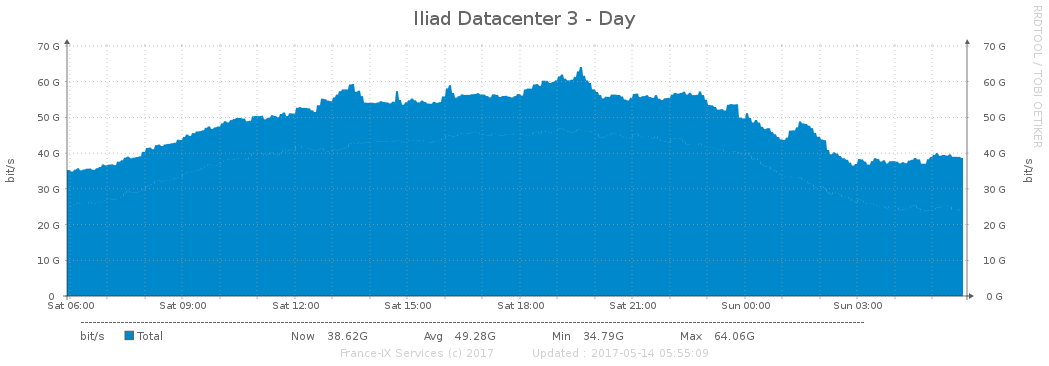 Iliad Datacenter 3 - Day
RRDTOOL / TOBI OETIKER
bit/s
70 G
60 G
50 G
40 G
30 G
20 G
10 G
0
70 G
60 G
50 G
40 G
30 G
20 G
10 G
0 G
bit/s
Sat 06:00 Sat 09:00 Sat 12:00 Sat 15:00 Sat 18:00 Sat 21:00 Sun 00:00 Sun 03:00
bit/s Total Now 38.62G Avg 49.28G Min 34.79G Max 64.06G
France-IX Services (c) 2017 Updated : 2017-05-14 05:55:09